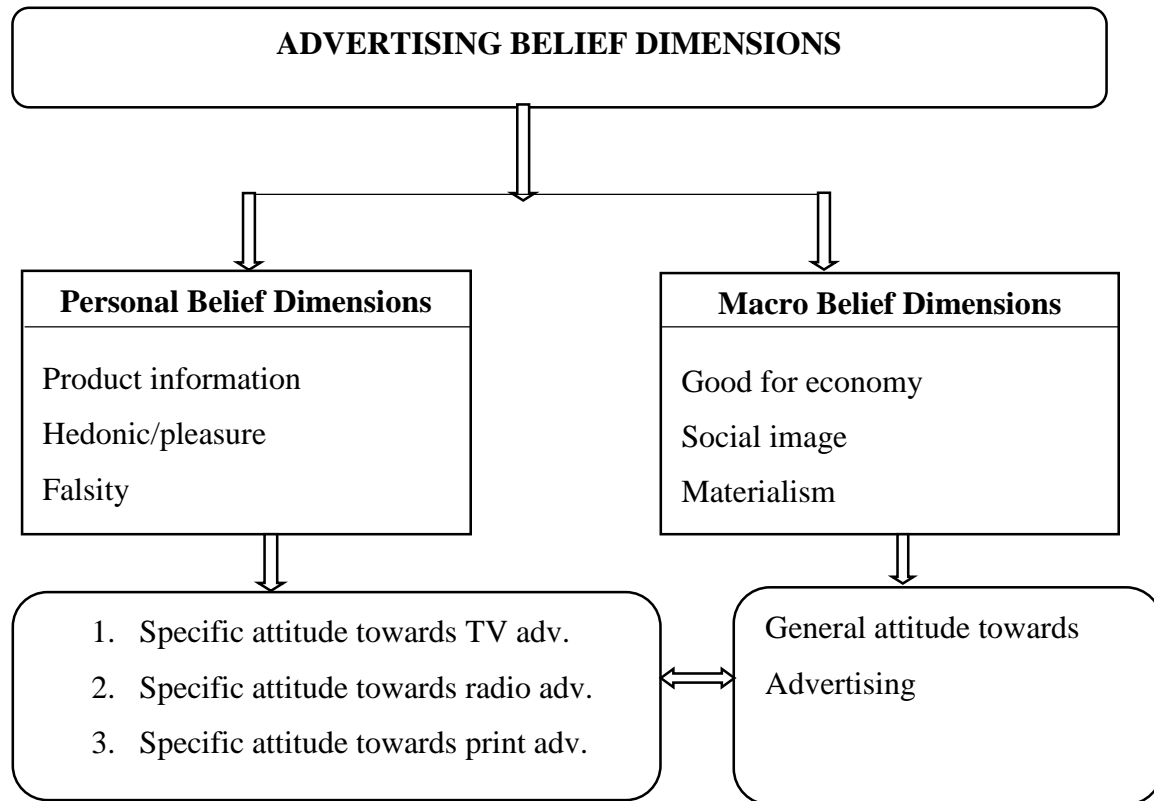 ADVERTISING BELIEF DIMENSIONS
Personal Belief Dimensions
Product information
Hedonic/pleasure
Falsity
Macro Belief Dimensions
Good for economy
Social image
Materialism
1. Specific attitude towards TV adv.
2. Specific attitude towards radio adv.
3. Specific attitude towards print adv.
General attitude towards
Advertising